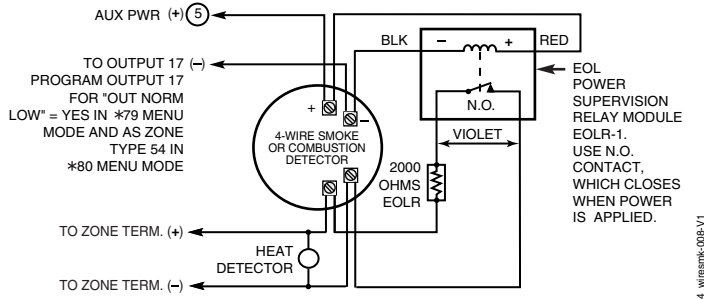 AUX PWR (+) 5
TO OUTPUT 17 (–)
PROGRAM OUTPUT 17
FOR "OUT NORM
LOW" = YES IN *79 MENU
MODE AND AS ZONE
TYPE 54 IN
*80 MENU MODE
+
–
4-WIRE SMOKE
OR COMBUSTION
DETECTOR
BLK
–
+
RED
N.O.
VIOLET
2000
OHMS
EOLR
EOL
POWER
SUPERVISION
RELAY MODULE
EOLR-1.
USE N.O.
CONTACT,
WHICH CLOSES
WHEN POWER
IS APPLIED.
TO ZONE TERM. (+)
HEAT
DETECTOR
TO ZONE TERM. (–)
4_wiresmk-008-V1